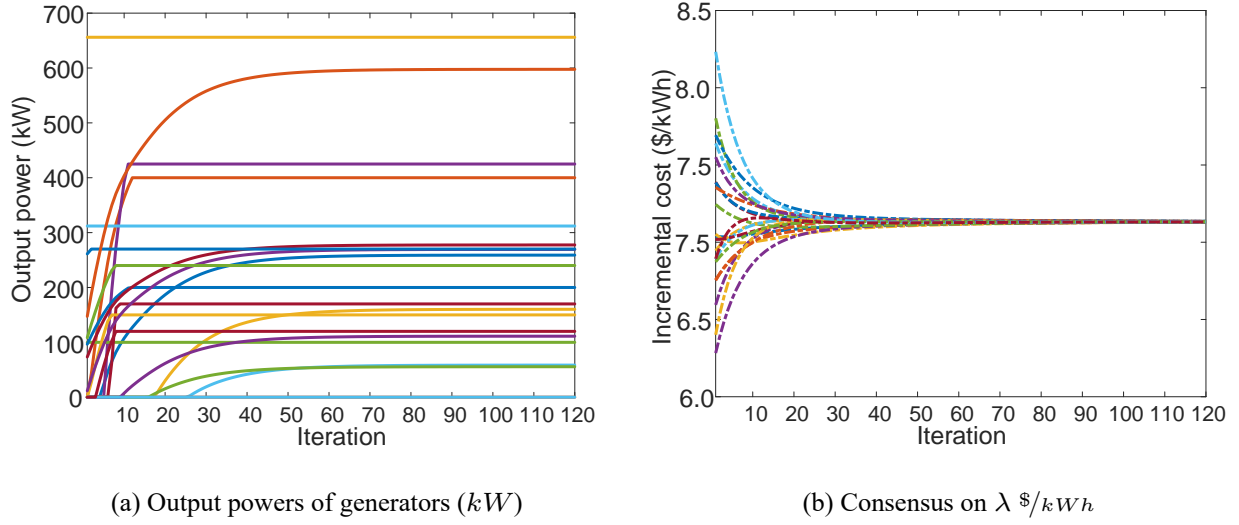 700
600
500
400
300
200
100
0
Output power (kW)
10 20 30 40 50 60 70 80 90 100 110 120
Iteration
(a) Output powers of generators (kW)
8.5
8.0
7.5
7.5
6.5
6.0
Incremental cost ($/kWh)
10 20 30 40 50 60 70 80 90 100 110 120
Iteration
(b) Consensus on λ $/kWh